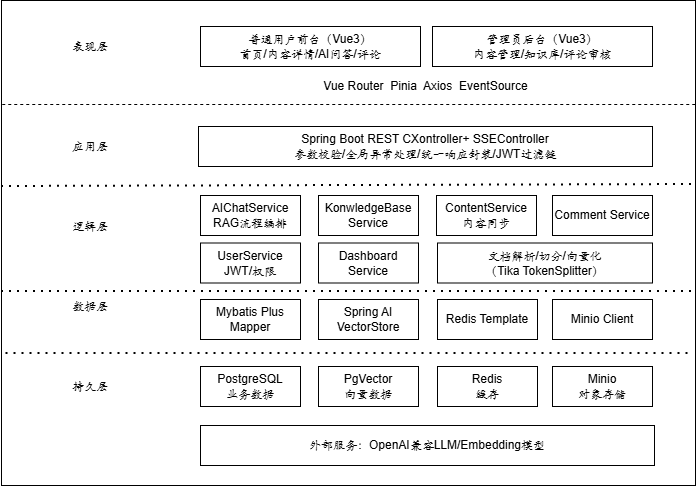 表现层
普通用户前台（Vue3）
首页/内容详情/AI问答/评论
管理员后台（Vue3）
内容管理/知识库/评论审核
Vue Router Pinia Axios EventSource
应用层
Spring Boot REST CXontroller+ SSEController
参数校验/全局异常处理/统一响应封装/JWT过滤链
逻辑层
AIChatService
RAG流程编排
KonwledgeBase
Service
ContentService
内容同步
Comment Service
UserService
JWT/权限
Dashboard
Service
文档解析/切分/向量化
（Tika TokenSplitter）
数据层
Mybatis Plus
Mapper
Spring AI
VectorStore
Redis Template
Minio Client
持久层
PostgreSQL
业务数据
PgVector
向量数据
Redis
缓存
Minio
对象存储
外部服务：OpenAI兼容LLM/Embedding模型